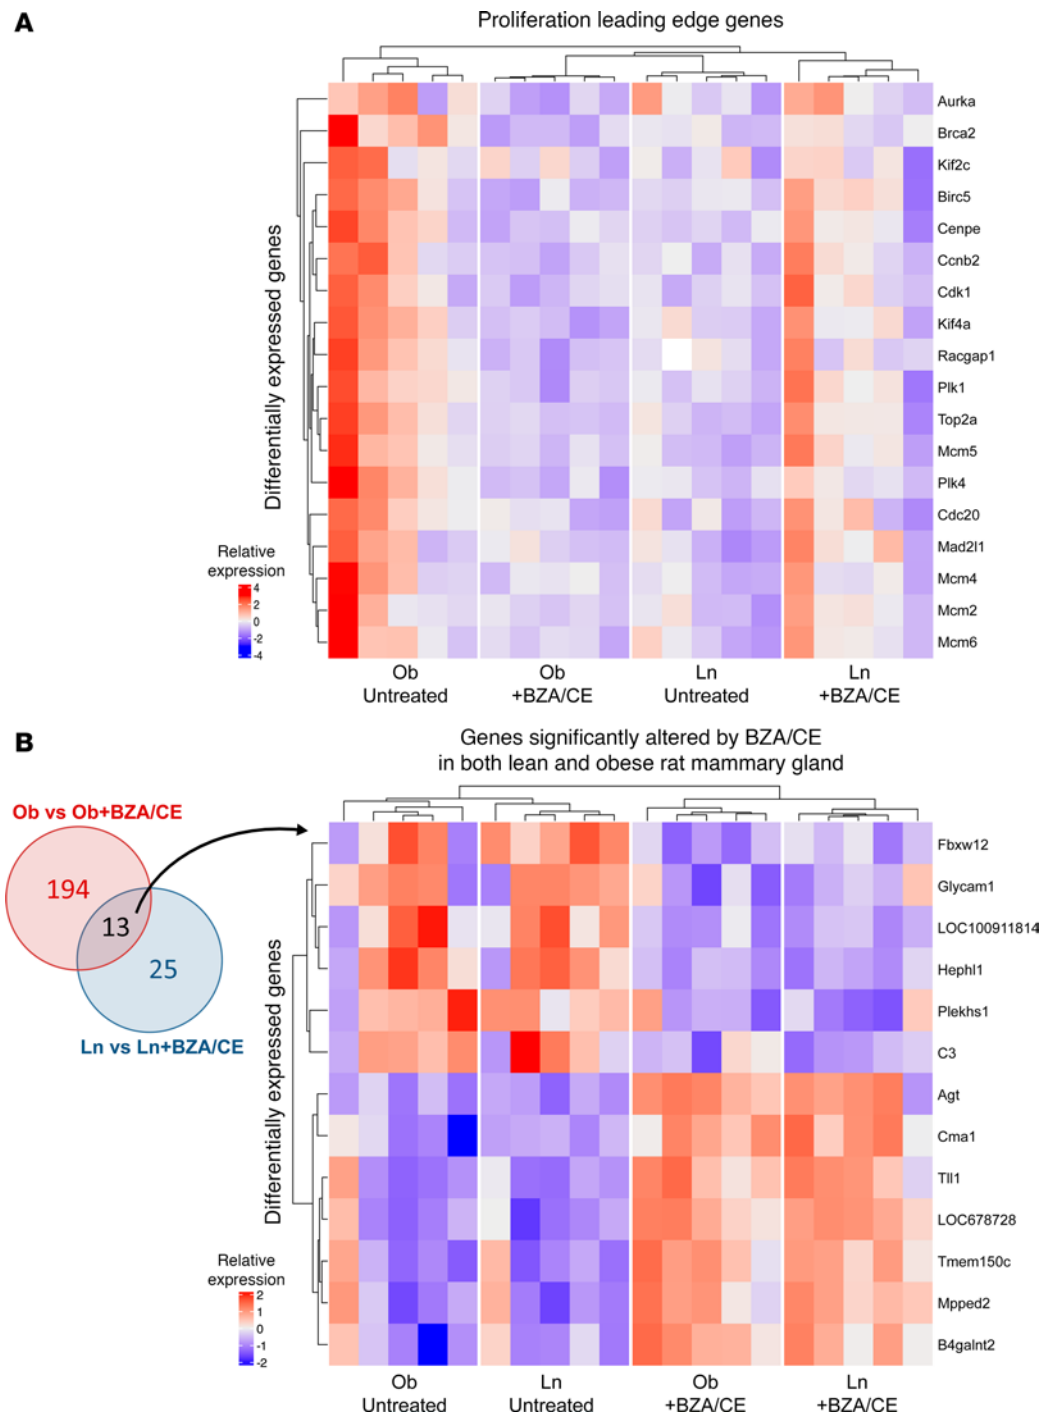 A
Proliferation leading edge genes
Differentially expressed genes
Aurka
Brca2
Kif2c
Birc5
Cenpe
Ccnb2
Cdk1
Kif4a
Racgap1
Plk1
Top2a
Mcm5
Plk4
Cdc20
Mad2l1
Mcm4
Mcm2
Mcm6
Relative
expression
4
2
0
-2
-4
Ob
Untreated
Ob
+BZA/CE
Ln
Untreated
Ln
+BZA/CE
B
Genes significantly altered by BZA/CE
in both lean and obese rat mammary gland
Ob vs Ob+BZA/CE
194
13
25
Ln vs Ln+BZA/CE
Differentially expressed genes
Fbxw12
Glycam1
LOC100911814
Hephl1
Plekhs1
C3
Agt
Cma1
Tll1
LOC678728
Tmem150c
Mpped2
B4galnt2
Relative
expression
2
1
0
-1
-2
Ob
Untreated
Ln
Untreated
Ob
+BZA/CE
Ln
+BZA/CE